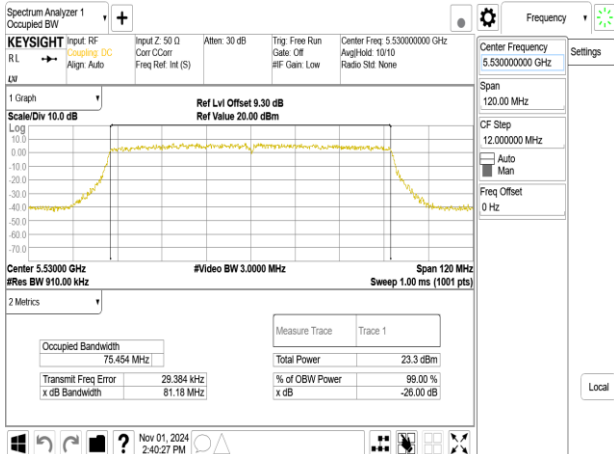 Spectrum Analyzer 1
Occupied BW
+
Frequency
KEYSIGHT
RL
LXI
Input: RF
Coupling: DC
Align: Auto
Input Z: 50 Ω
Corr CCorr
Freq Ref: Int (S)
Atten: 30 dB
Trig: Free Run
Gate: Off
#IF Gain: Low
Center Freq: 5.530000000 GHz
Avg|Hold: 10/10
Radio Std: None
Center Frequency
5.530000000 GHz
Settings
Span
120.00 MHz
CF Step
12.000000 MHz
Auto
Man
Freq Offset
0 Hz
Local
1 Graph
Scale/Div 10.0 dB
Ref Lvl Offset 9.30 dB
Ref Value 20.00 dBm
Log
10.0
0.00
-10.0
-20.0
-30.0
-40.0
-50.0
-60.0
-70.0
Center 5.53000 GHz
#Res BW 910.00 kHz
#Video BW 3.0000 MHz
Span 120 MHz
Sweep 1.00 ms (1001 pts)
2 Metrics
Measure Trace Trace 1
Occupied Bandwidth
75.454 MHz
Total Power 23.3 dBm
Transmit Freq Error 29.384 kHz
% of OBW Power 99.00 %
x dB Bandwidth 81.18 MHz
x dB -26.00 dB
?
Nov 01, 2024
2:40:27 PM